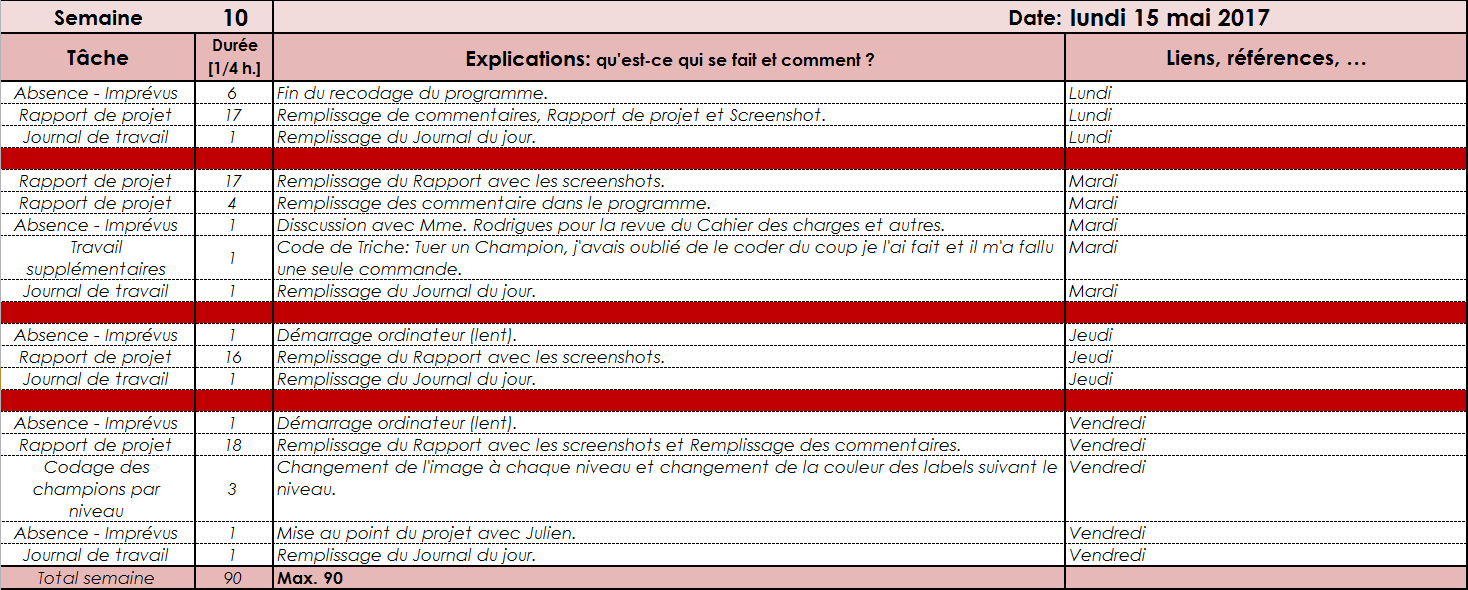 Semaine 10 Date: lundi 15 mai 2017
Tâche Durée [1/4 h.] Explications: qu'est-ce qui se fait et comment ? Liens, références, …
Absence - Imprévus 6 Fin du recodage du programme. Lundi
Rapport de projet 17 Remplissage de commentaires, Rapport de projet et Screenshot. Lundi
Journal de travail 1 Remplissage du Journal du jour. Lundi
Rapport de projet 17 Remplissage du Rapport avec les screenshots. Mardi
Rapport de projet 4 Remplissage des commentaire dans le programme. Mardi
Absence - Imprévus 1 Disscussion avec Mme. Rodrigues pour la revue du Cahier des charges et autres. Mardi
Travail supplémentaires 1 Code de Triche: Tuer un Champion, j'avais oublié de le coder du coup je l'ai fait et il m'a fallu une seule commande. Mardi
Journal de travail 1 Remplissage du Journal du jour. Mardi
Absence - Imprévus 1 Démarrage ordinateur (lent). Jeudi
Rapport de projet 16 Remplissage du Rapport avec les screenshots. Jeudi
Journal de travail 1 Remplissage du Journal du jour. Jeudi
Absence - Imprévus 1 Démarrage ordinateur (lent). Vendredi
Rapport de projet 18 Remplissage du Rapport avec les screenshots et Remplissage des commentaires. Vendredi
Codage des champions par niveau 3 Changement de l'image à chaque niveau et changement de la couleur des labels suivant le niveau. Vendredi
Absence - Imprévus 1 Mise au point du projet avec Julien. Vendredi
Journal de travail 1 Remplissage du Journal du jour. Vendredi
Total semaine 90 Max. 90